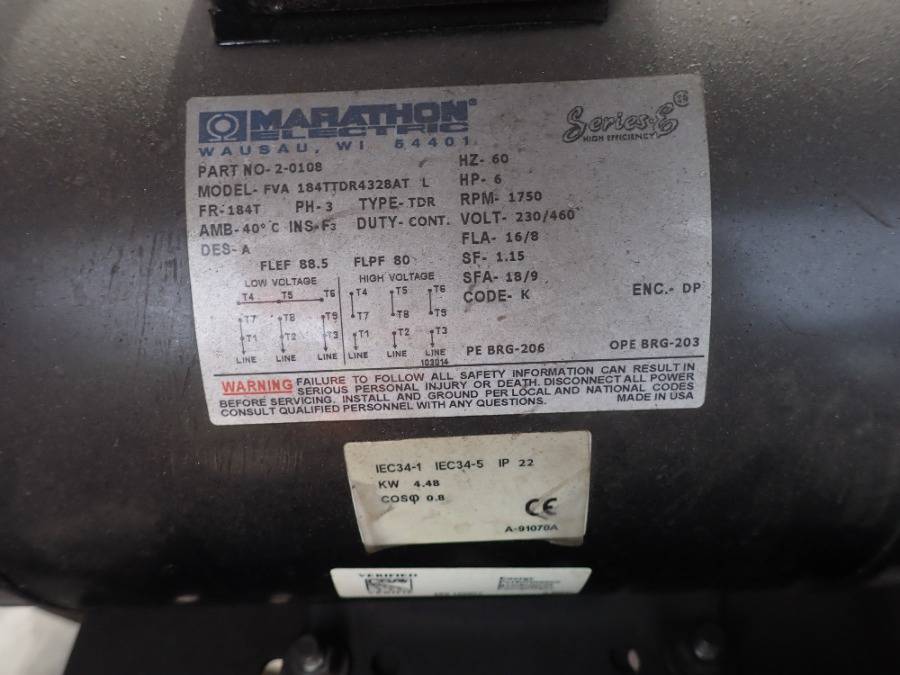 MARATHON®
ELECTRIC
WAUSAU, WI 54401
Series-E
HIGH EFFICIENCY
PART NO- 2-0108
MODEL- FVA 184TTDR4328AT L
FR- 184T PH- 3 TYPE- TDR
AMB- 40°C INS- F3 DUTY- CONT.
DES- A
FLEF 88.5 FLPF 80
HZ- 60
HP- 6
RPM- 1750
VOLT- 230/460
FLA- 16/8
SF- 1.15
SFA- 18/9
CODE- K
ENC.- DP
PE BRG-206 OPE BRG-203
LOW VOLTAGE
T4 T5 T6
T7 T8 T9
T1 T2 T3
LINE LINE LINE
HIGH VOLTAGE
T4 T5 T6
T7 T8 T9
T1 T2 T3
LINE LINE LINE
103014
WARNING FAILURE TO FOLLOW ALL SAFETY INFORMATION CAN RESULT IN
SERIOUS PERSONAL INJURY OR DEATH. DISCONNECT ALL POWER
BEFORE SERVICING. INSTALL AND GROUND PER LOCAL AND NATIONAL CODES
CONSULT QUALIFIED PERSONNEL WITH ANY QUESTIONS. MADE IN USA
IEC34-1 IEC34-5 IP 22
KW 4.48
COSφ 0.8
CE
A-91070A
VERIFIED